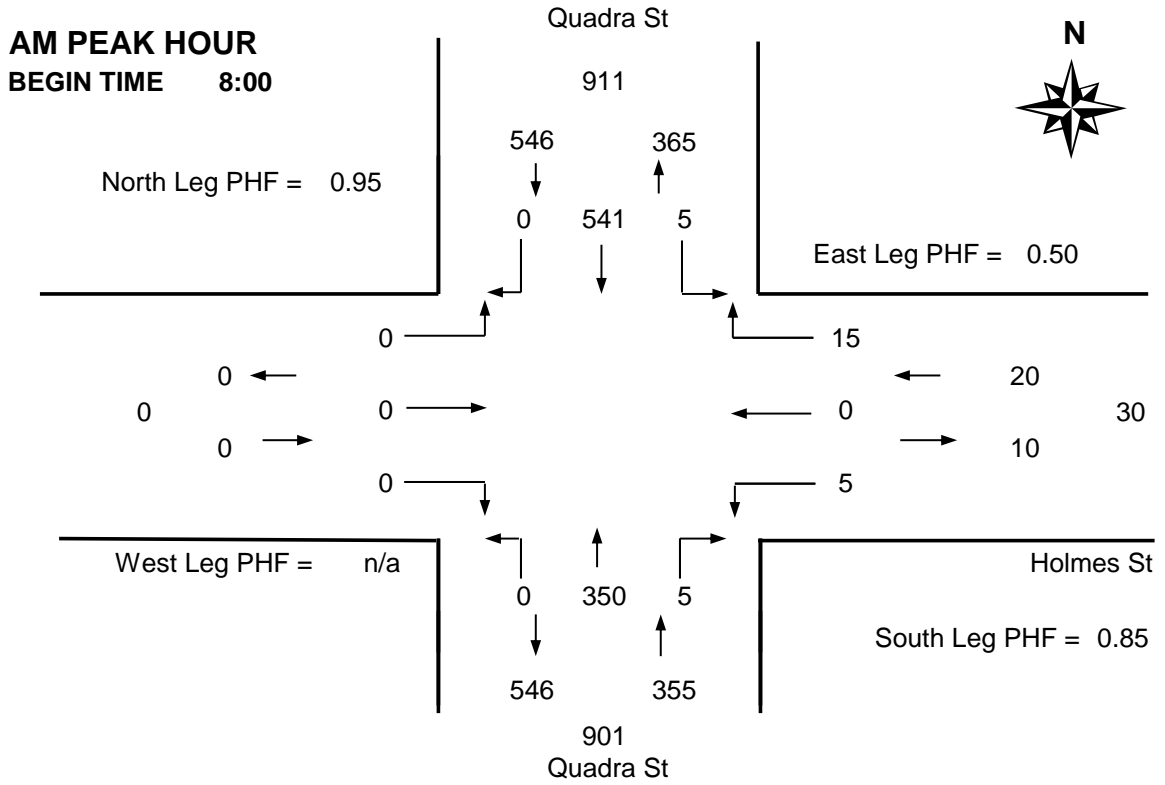 Quadra St
AM PEAK HOUR
N
BEGIN TIME 8:00
911
546 365
North Leg PHF = 0.95
0 541 5
East Leg PHF = 0.50
0 15
0 20
0 0 0 30
0 10
0 5
West Leg PHF = n/a
Holmes St
0 350 5
South Leg PHF = 0.85
546 355
901
Quadra St